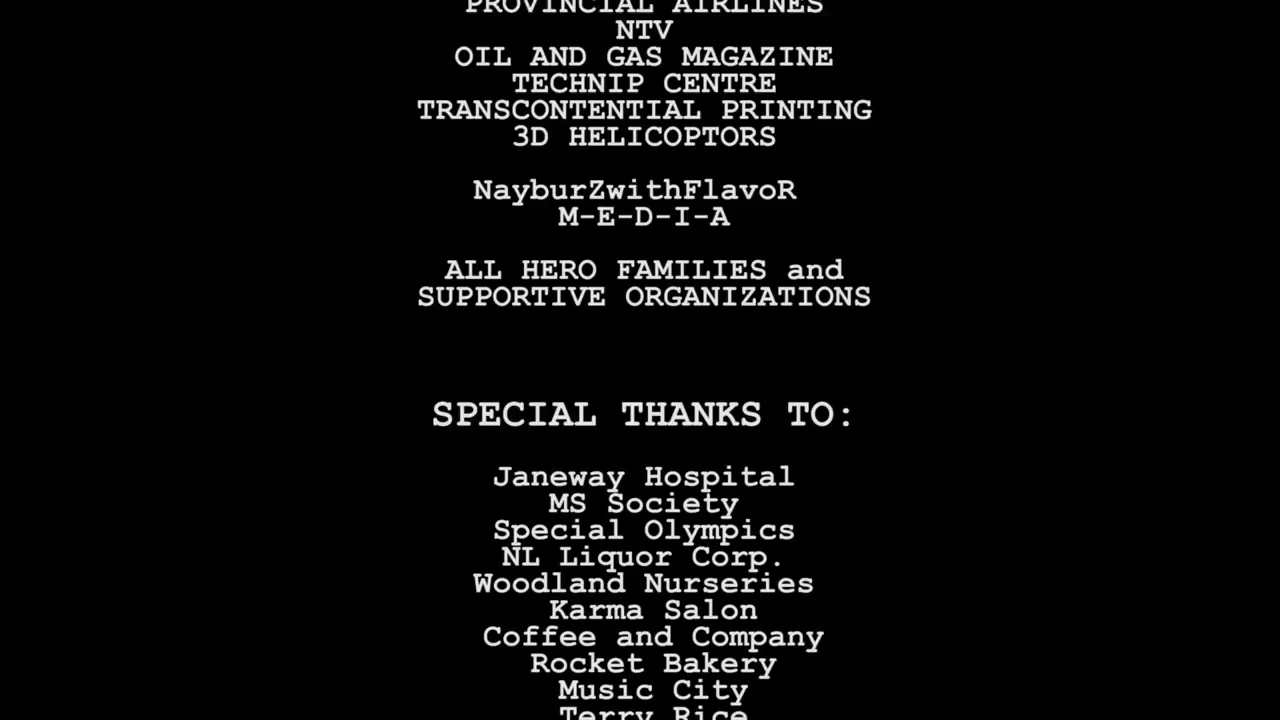 PROVINCIAL AIRLINES
NTV
OIL AND GAS MAGAZINE
TECHNIP CENTRE
TRANSCONTENTIAL PRINTING
3D HELICOPTORS
NayburZwithFlavoR
M-E-D-I-A
ALL HERO FAMILIES and
SUPPORTIVE ORGANIZATIONS
SPECIAL THANKS TO:
Janeway Hospital
MS Society
Special Olympics
NL Liquor Corp.
Woodland Nurseries
Karma Salon
Coffee and Company
Rocket Bakery
Music City
Terry Rice